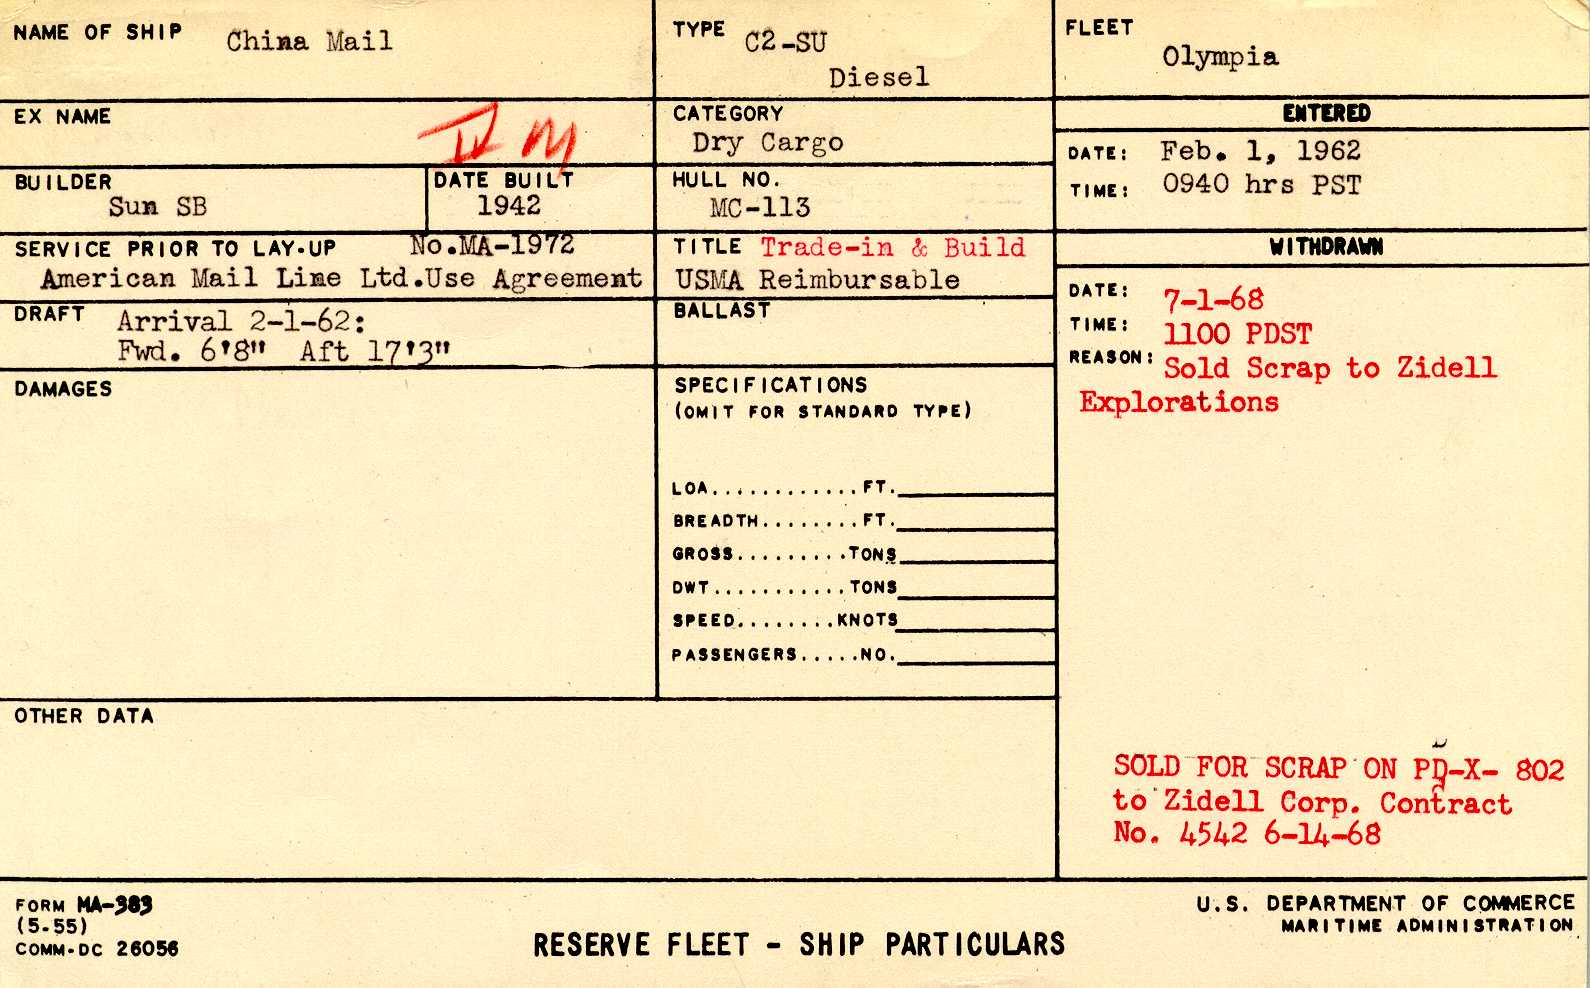 NAME OF SHIP China Mail
TYPE C2-SU
Diesel
FLEET
Olympia
EX NAME
IV M
CATEGORY
Dry Cargo
ENTERED
DATE: Feb. 1, 1962
TIME: 0940 hrs PST
BUILDER
Sun SB
DATE BUILT
1942
HULL NO.
MC-113
SERVICE PRIOR TO LAY-UP No.MA-1972
American Mail Line Ltd.Use Agreement
TITLE Trade-in & Build
USMA Reimbursable
WITHDRAWN
DATE: 7-1-68
TIME: 1100 PDST
REASON: Sold Scrap to Zidell
Explorations
DRAFT Arrival 2-1-62:
Fwd. 6'8" Aft 17'3"
BALLAST
DAMAGES
SPECIFICATIONS
(OMIT FOR STANDARD TYPE)
LOA............FT.
BREADTH........FT.
GROSS.........TONS
DWT...........TONS
SPEED........KNOTS
PASSENGERS.....NO.
OTHER DATA
SOLD FOR SCRAP ON PD-X- 802
to Zidell Corp. Contract
No. 4542 6-14-68
FORM MA-383
(5-55)
COMM-DC 26056
RESERVE FLEET - SHIP PARTICULARS
U.S. DEPARTMENT OF COMMERCE
MARITIME ADMINISTRATION